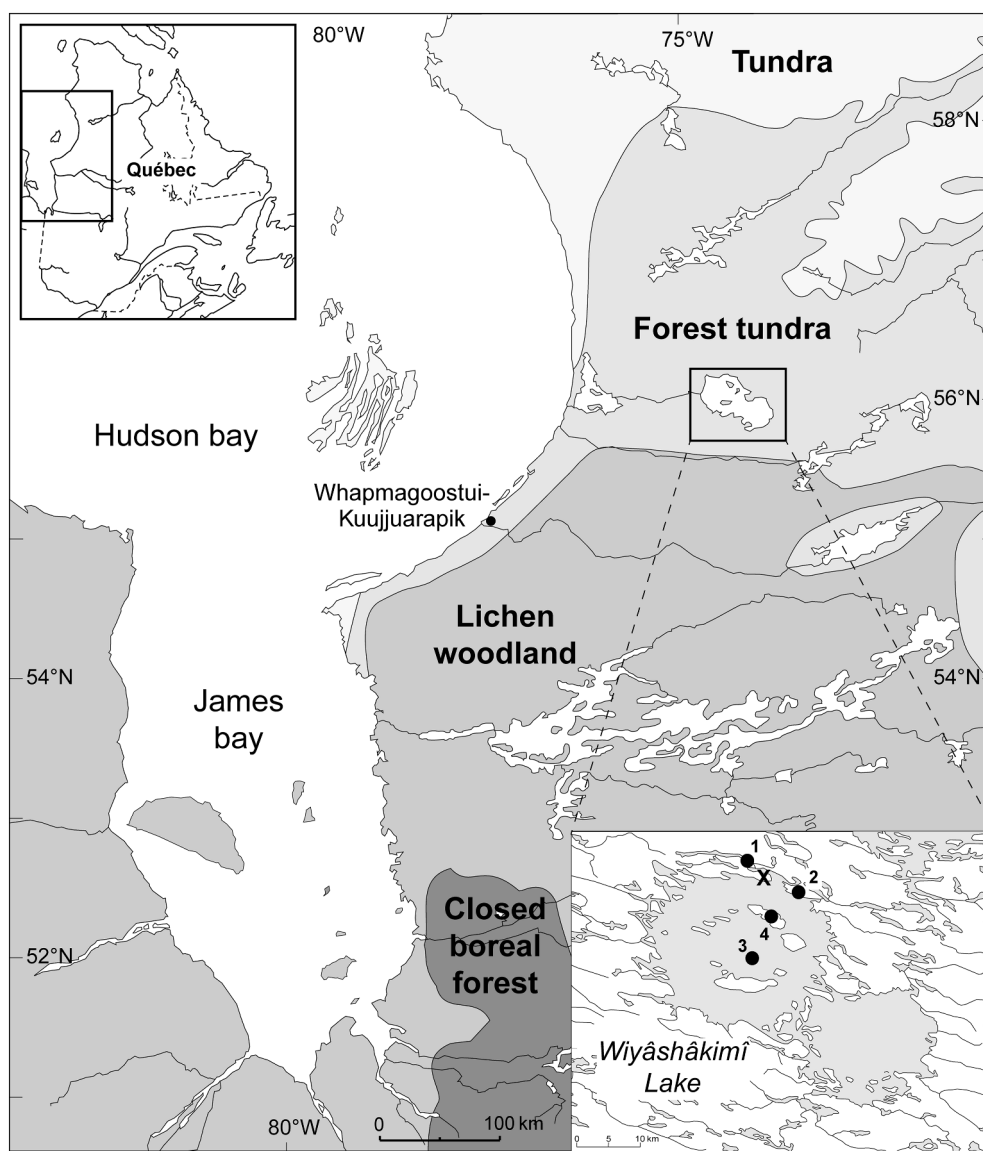 80°W
75°W
Tundra
58°N
Québec
Forest tundra
56°N
Hudson bay
Whapmagoostui-
Kuujjuarapik
Lichen
woodland
54°N
54°N
James
bay
1
X
2
Closed
boreal
forest
4
3
52°N
Wiyâshâkimî
Lake
80°W
0
100 km
0
5
10 km